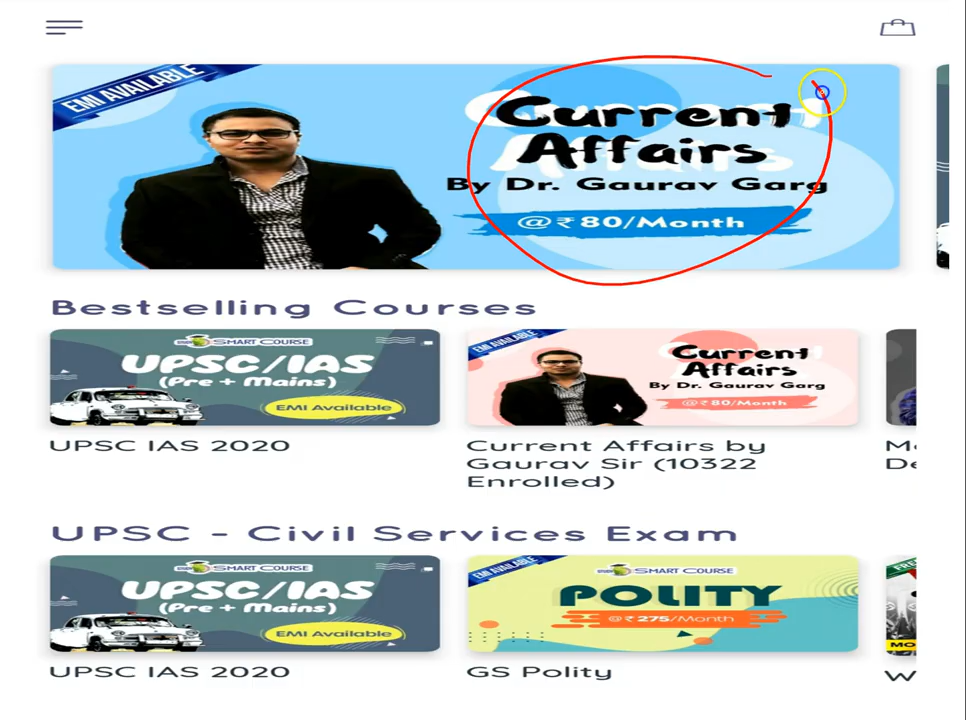 EMI AVAILABLE
Current
Affairs
By Dr. Gaurav Garg
@₹ 80/Month
Bestselling Courses
SMART COURSE
UPSC/IAS
(Pre + Mains)
EMI Available
UPSC IAS 2020
EMI AVAILABLE
Current
Affairs
By Dr. Gaurav Garg
@₹ 80/Month
Current Affairs by
Gaurav Sir (10322
Enrolled)
UPSC - Civil Services Exam
SMART COURSE
UPSC/IAS
(Pre + Mains)
EMI Available
UPSC IAS 2020
EMI AVAILABLE
SMART COURSE
POLITY
@ ₹ 275/Month
GS Polity